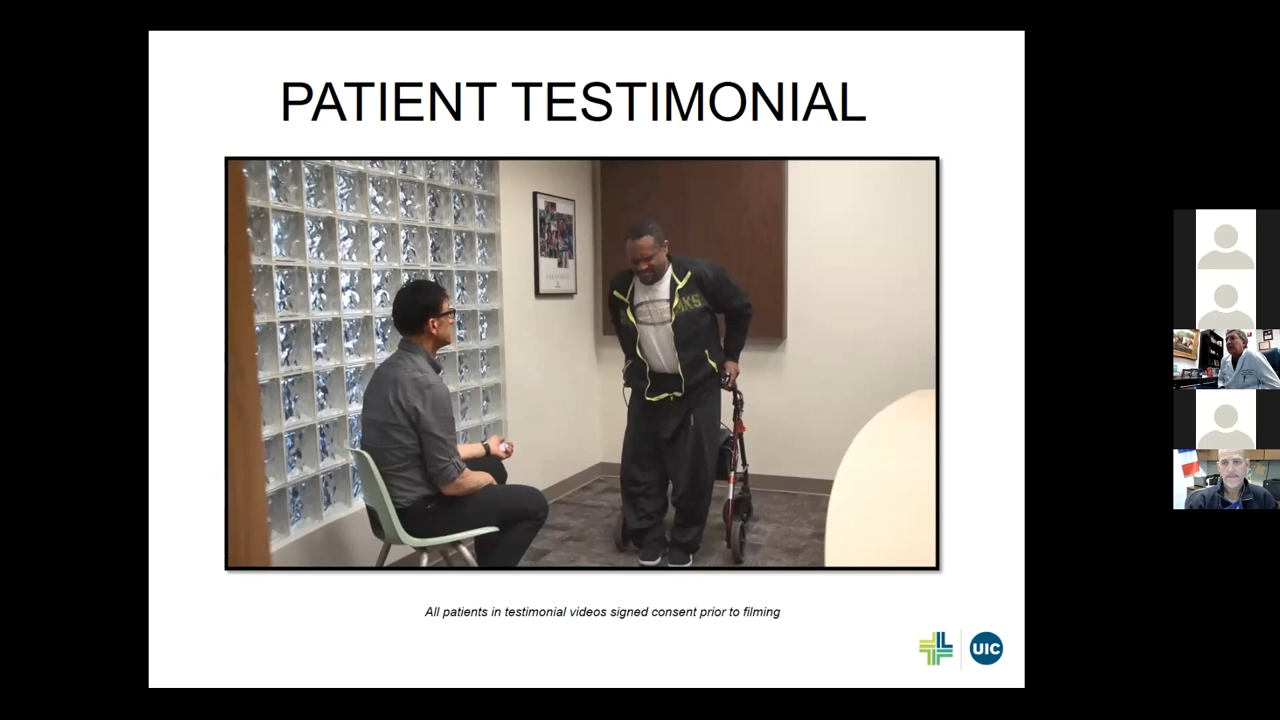 PATIENT TESTIMONIAL
All patients in testimonial videos signed consent prior to filming
UIC